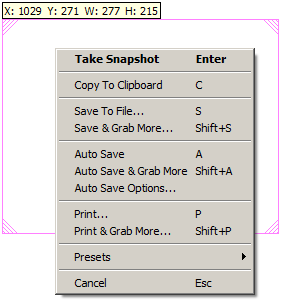 X: 1029 Y: 271 W: 277 H: 215
Take Snapshot Enter
Copy To Clipboard C
Save To File... S
Save & Grab More... Shift+S
Auto Save A
Auto Save & Grab More Shift+A
Auto Save Options...
Print... P
Print & Grab More... Shift+P
Presets
Cancel Esc